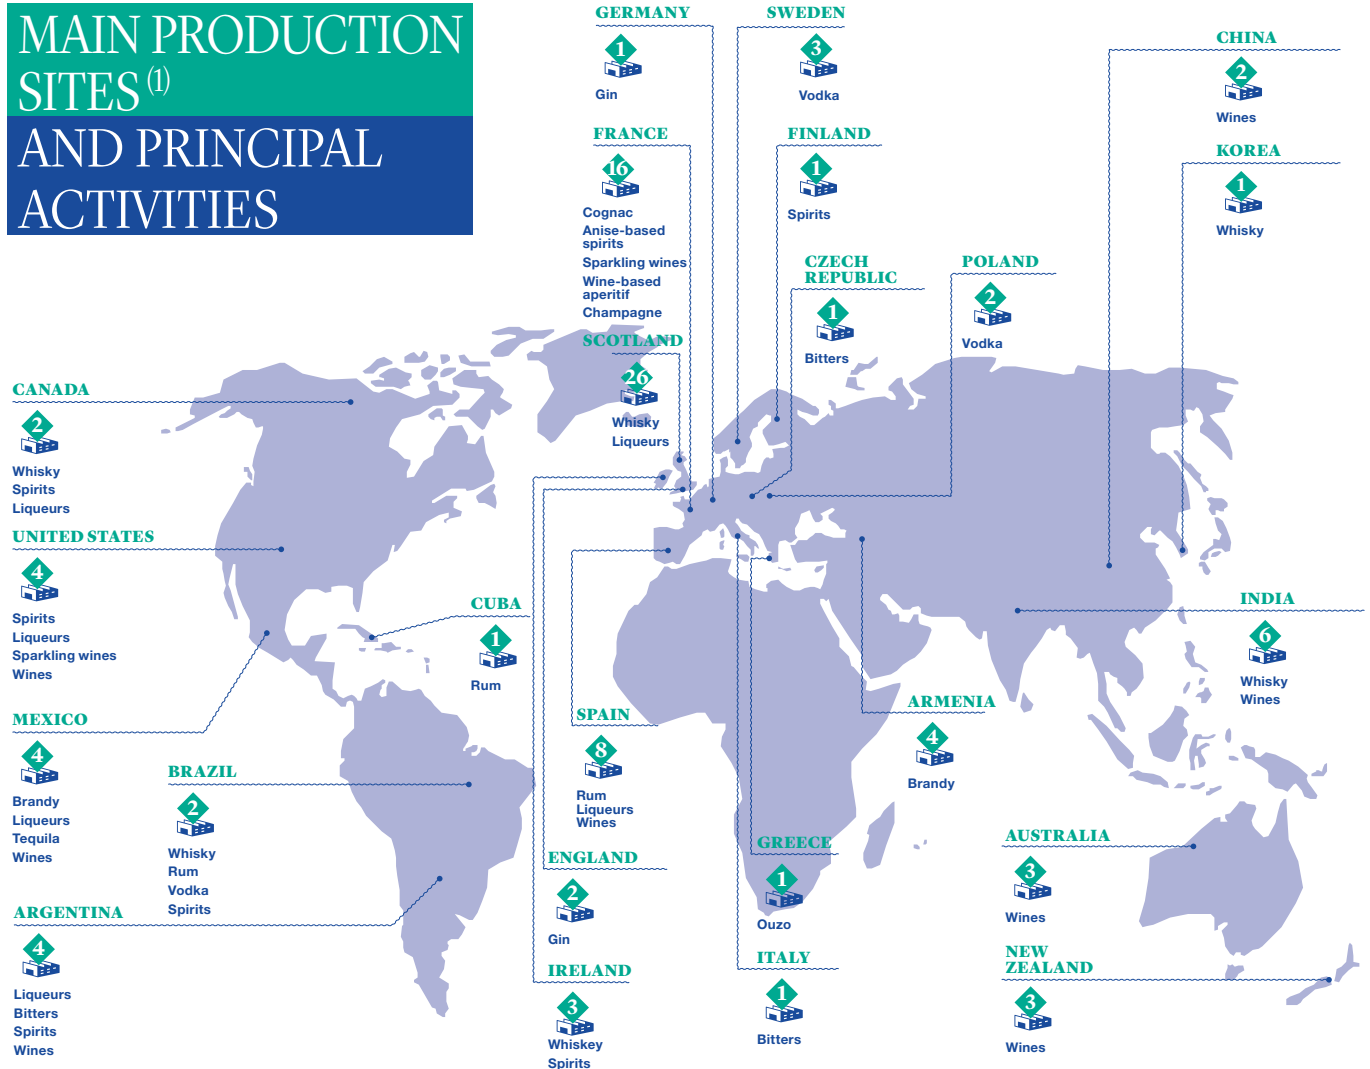 MAIN PRODUCTION
SITES (1)
AND PRINCIPAL
ACTIVITIES
GERMANY
1
Gin
SWEDEN
3
Vodka
CHINA
2
Wines
FRANCE
16
Cognac
Anise-based
spirits
Sparkling wines
Wine-based
aperitif
Champagne
FINLAND
1
Spirits
KOREA
1
Whisky
CZECH
REPUBLIC
1
Bitters
POLAND
2
Vodka
SCOTLAND
26
Whisky
Liqueurs
CANADA
2
Whisky
Spirits
Liqueurs
UNITED STATES
4
Spirits
Liqueurs
Sparkling wines
Wines
CUBA
1
Rum
INDIA
6
Whisky
Wines
MEXICO
4
Brandy
Liqueurs
Tequila
Wines
BRAZIL
2
Whisky
Rum
Vodka
Spirits
SPAIN
8
Rum
Liqueurs
Wines
ARMENIA
4
Brandy
GREECE
1
Ouzo
AUSTRALIA
3
Wines
ENGLAND
2
Gin
ARGENTINA
4
Liqueurs
Bitters
Spirits
Wines
IRELAND
3
Whiskey
Spirits
ITALY
1
Bitters
NEW
ZEALAND
3
Wines